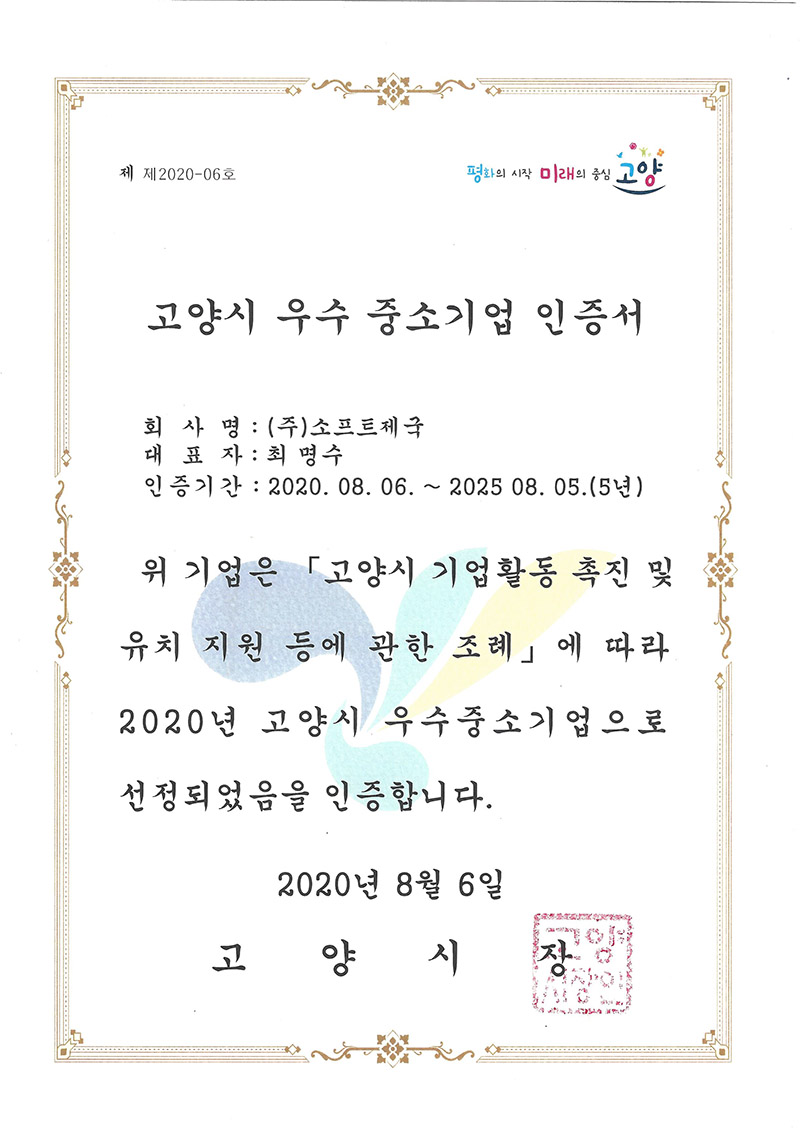 제 제2020-06호
평화의 시작 미래의 중심 고양
고양시 우수 중소기업 인증서
회 사 명 : (주)소프트제국
대 표 자 : 최 명수
인증기간 : 2020. 08. 06. ~ 2025 08. 05.(5년)
위 기업은 「고양시 기업활동 촉진 및
유치 지원 등에 관한 조례」에 따라
2020년 고양시 우수중소기업으로
선정되었음을 인증합니다.
2020년 8월 6일
고 양 시 장
고양
시장인